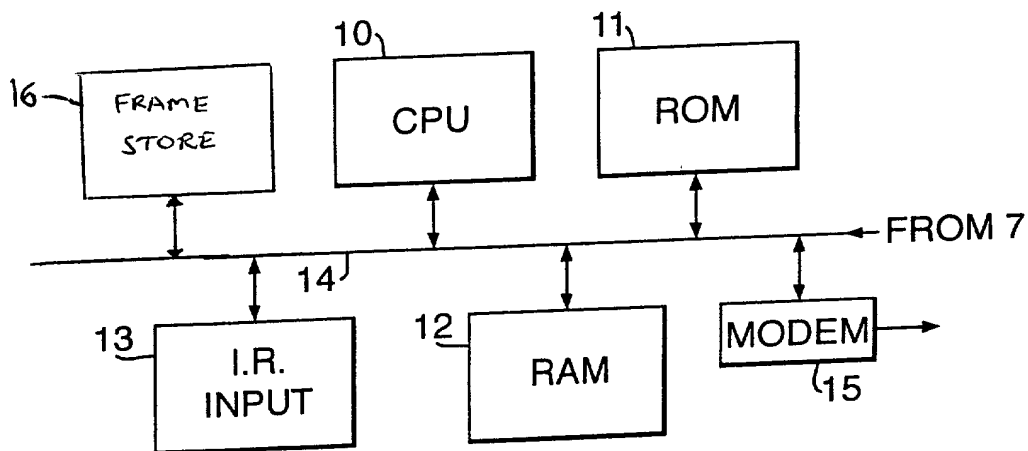 10
11
16
FRAME
STORE
CPU
ROM
FROM 7
14
13
I.R.
INPUT
12
RAM
MODEM
15